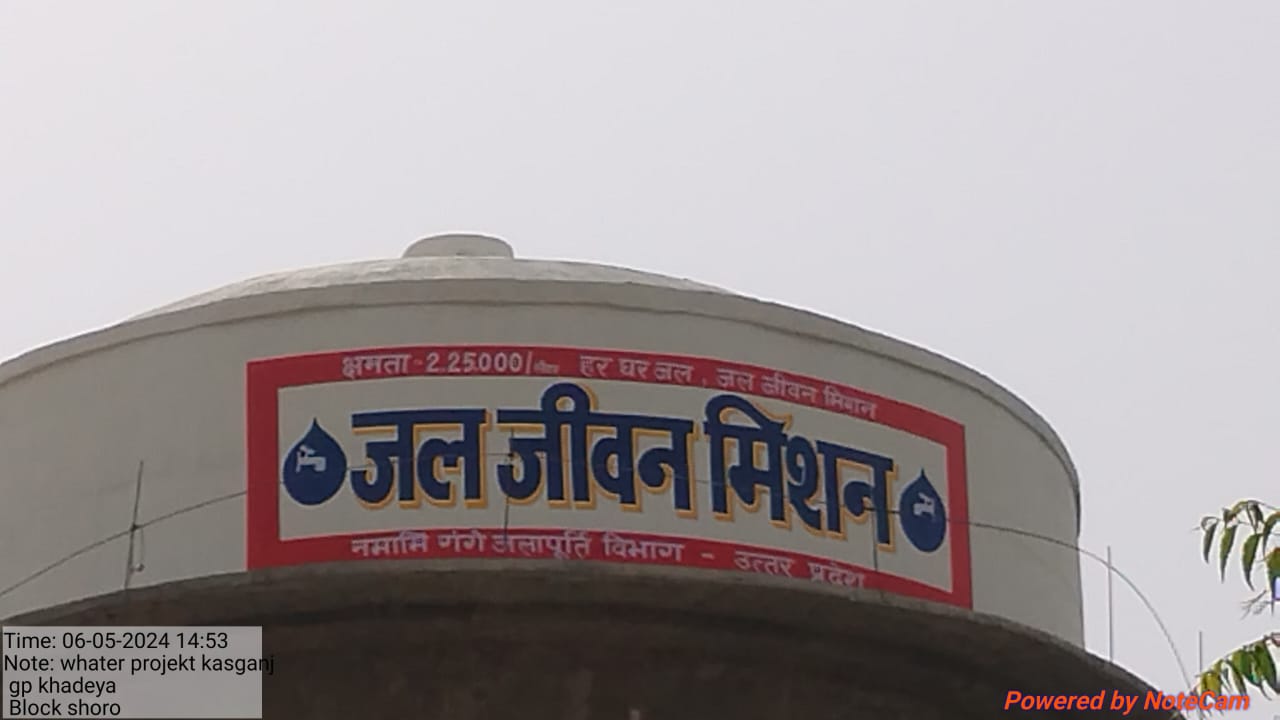 क्षमता - 2.25000/लीटर हर घर जल , जल जीवन मिशन
जल जीवन मिशन
नमामि गंगे जलापूर्ति विभाग - उत्तर प्रदेश
Time: 06-05-2024 14:53
Note: whater projekt kasganj
gp khadeya
Block shoro
Powered by NoteCam